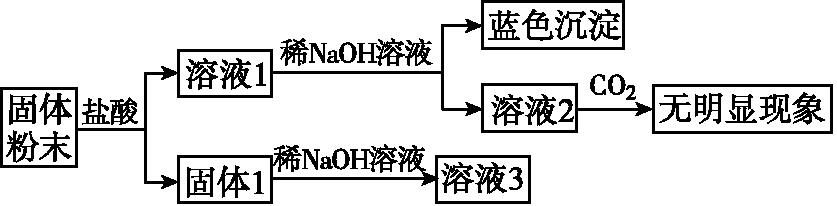 固体
粉末
盐酸
溶液1
稀NaOH溶液
蓝色沉淀
溶液2
CO₂
无明显现象
固体1
稀NaOH溶液
溶液3